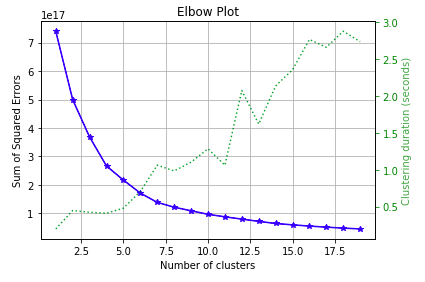 Elbow Plot
1e17
7
6
5
4
3
2
1
Sum of Squared Errors
2.5 5.0 7.5 10.0 12.5 15.0 17.5
Number of clusters
3.0
2.5
2.0
1.5
1.0
0.5
Clustering duration (seconds)